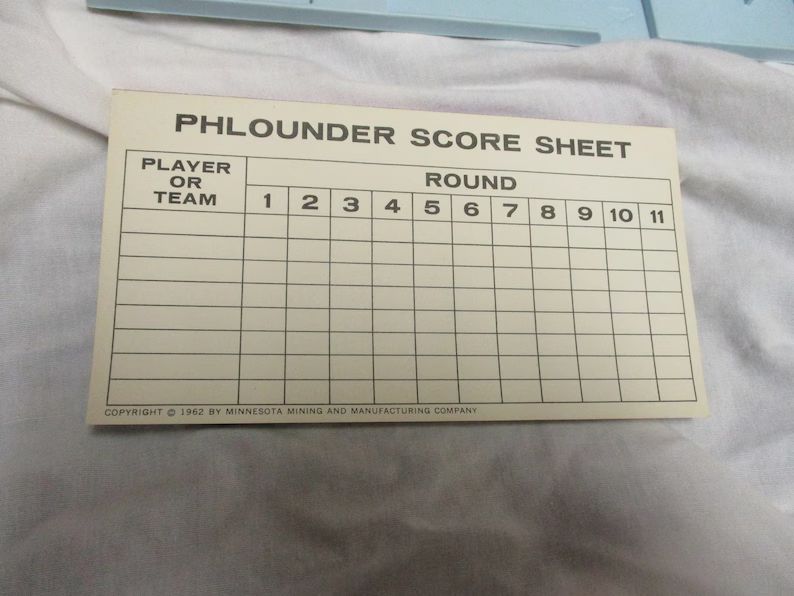 PHLOUNDER SCORE SHEET
PLAYER
OR
TEAM
ROUND
1 2 3 4 5 6 7 8 9 10 11
COPYRIGHT © 1962 BY MINNESOTA MINING AND MANUFACTURING COMPANY